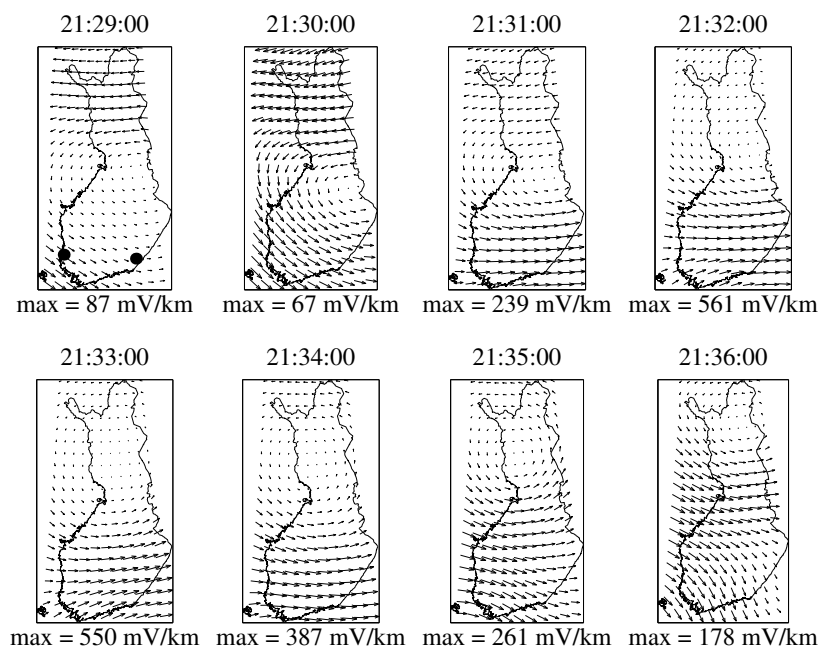 21:29:00 21:30:00 21:31:00 21:32:00
max = 87 mV/km max = 67 mV/km max = 239 mV/km max = 561 mV/km
21:33:00 21:34:00 21:35:00 21:36:00
max = 550 mV/km max = 387 mV/km max = 261 mV/km max = 178 mV/km